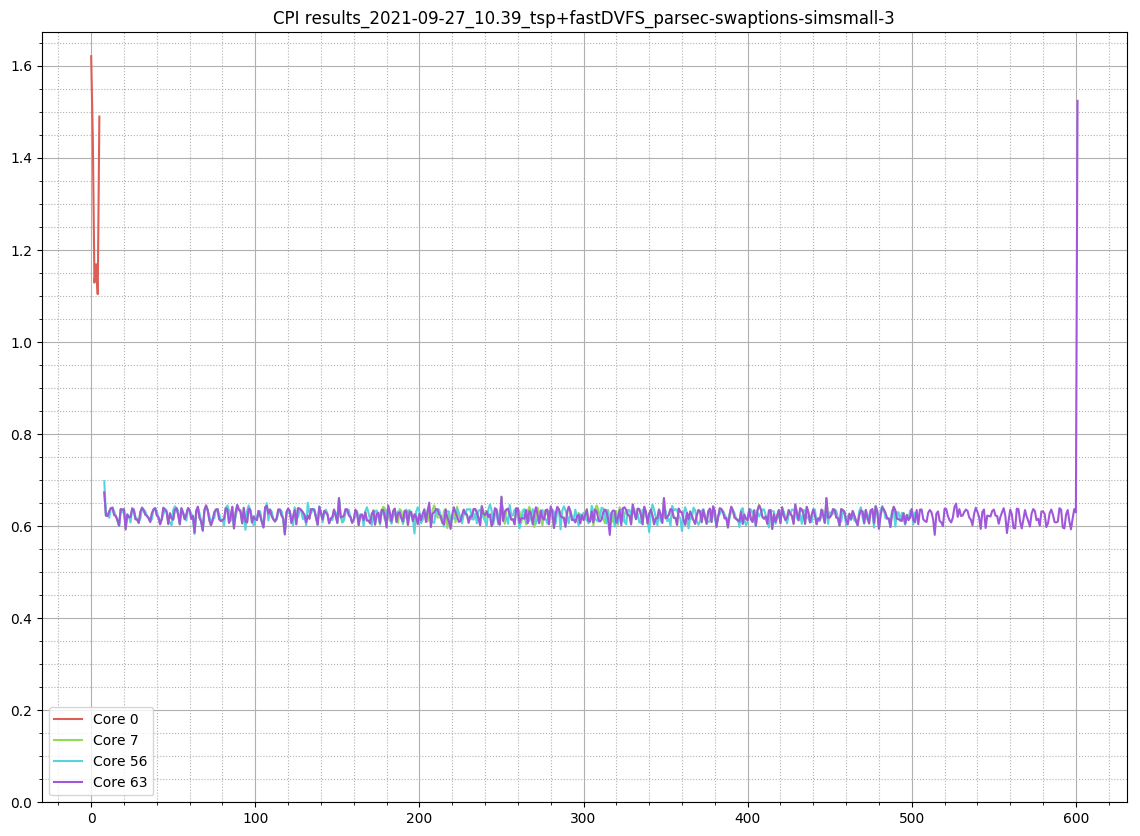 CPI results_2021-09-27_10.39_tsp+fastDVFS_parsec-swaptions-simsmall-3
1.6
1.4
1.2
1.0
0.8
0.6
0.4
0.2
0.0
Core 0
Core 7
Core 56
Core 63
0 100 200 300 400 500 600